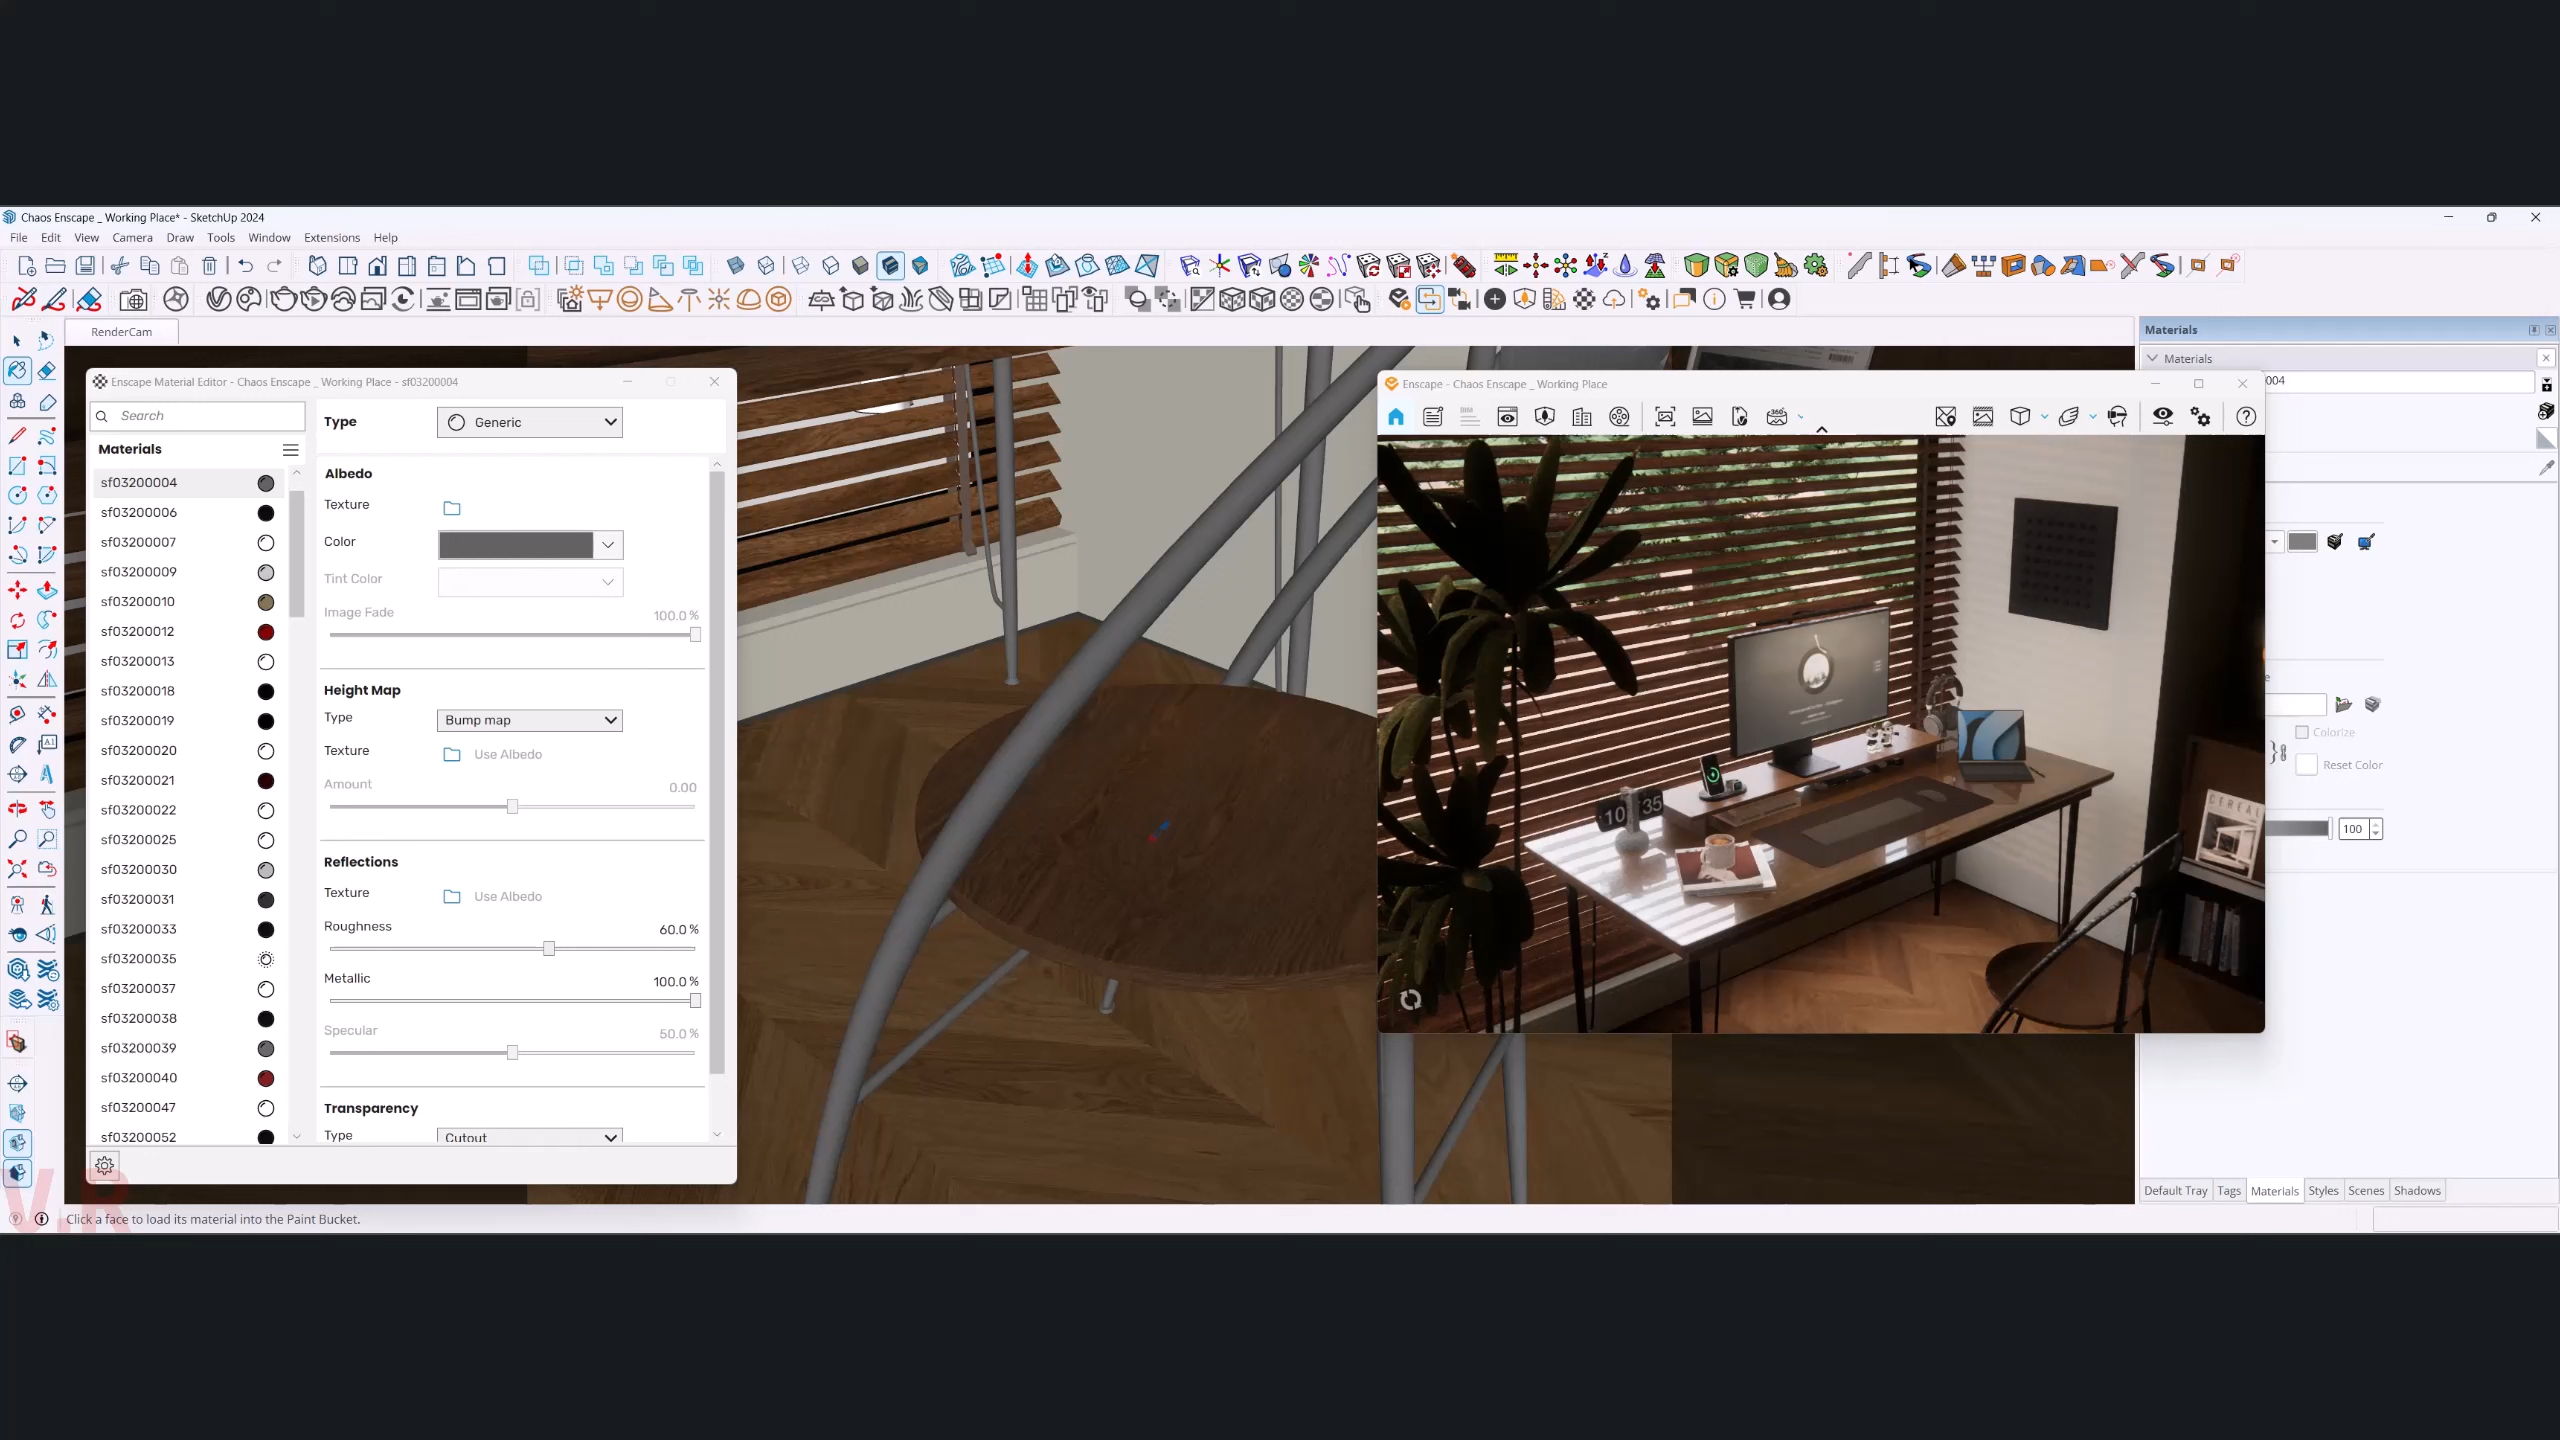 Chaos Enscape _ Working Place* - SketchUp 2024
File Edit View Camera Draw Tools Window Extensions Help
RenderCam
Enscape Material Editor - Chaos Enscape _ Working Place - sf03200004
Search
Materials
sf03200004
sf03200006
sf03200007
sf03200009
sf03200010
sf03200012
sf03200013
sf03200018
sf03200019
sf03200020
sf03200021
sf03200022
sf03200025
sf03200030
sf03200031
sf03200033
sf03200035
sf03200037
sf03200038
sf03200039
sf03200040
sf03200047
sf03200052
Type Generic
Albedo
Texture
Color
Tint Color
Image Fade 100.0 %
Height Map
Type Bump map
Texture Use Albedo
Amount 0.00
Reflections
Texture Use Albedo
Roughness 60.0 %
Metallic 100.0 %
Specular 50.0 %
Transparency
Type Cutout
Enscape - Chaos Enscape _ Working Place
BIM
360°
10 35
CEREAL
Materials
Materials
004
Colorize
Reset Color
100
Default Tray Tags Materials Styles Scenes Shadows
V.R
Click a face to load its material into the Paint Bucket.